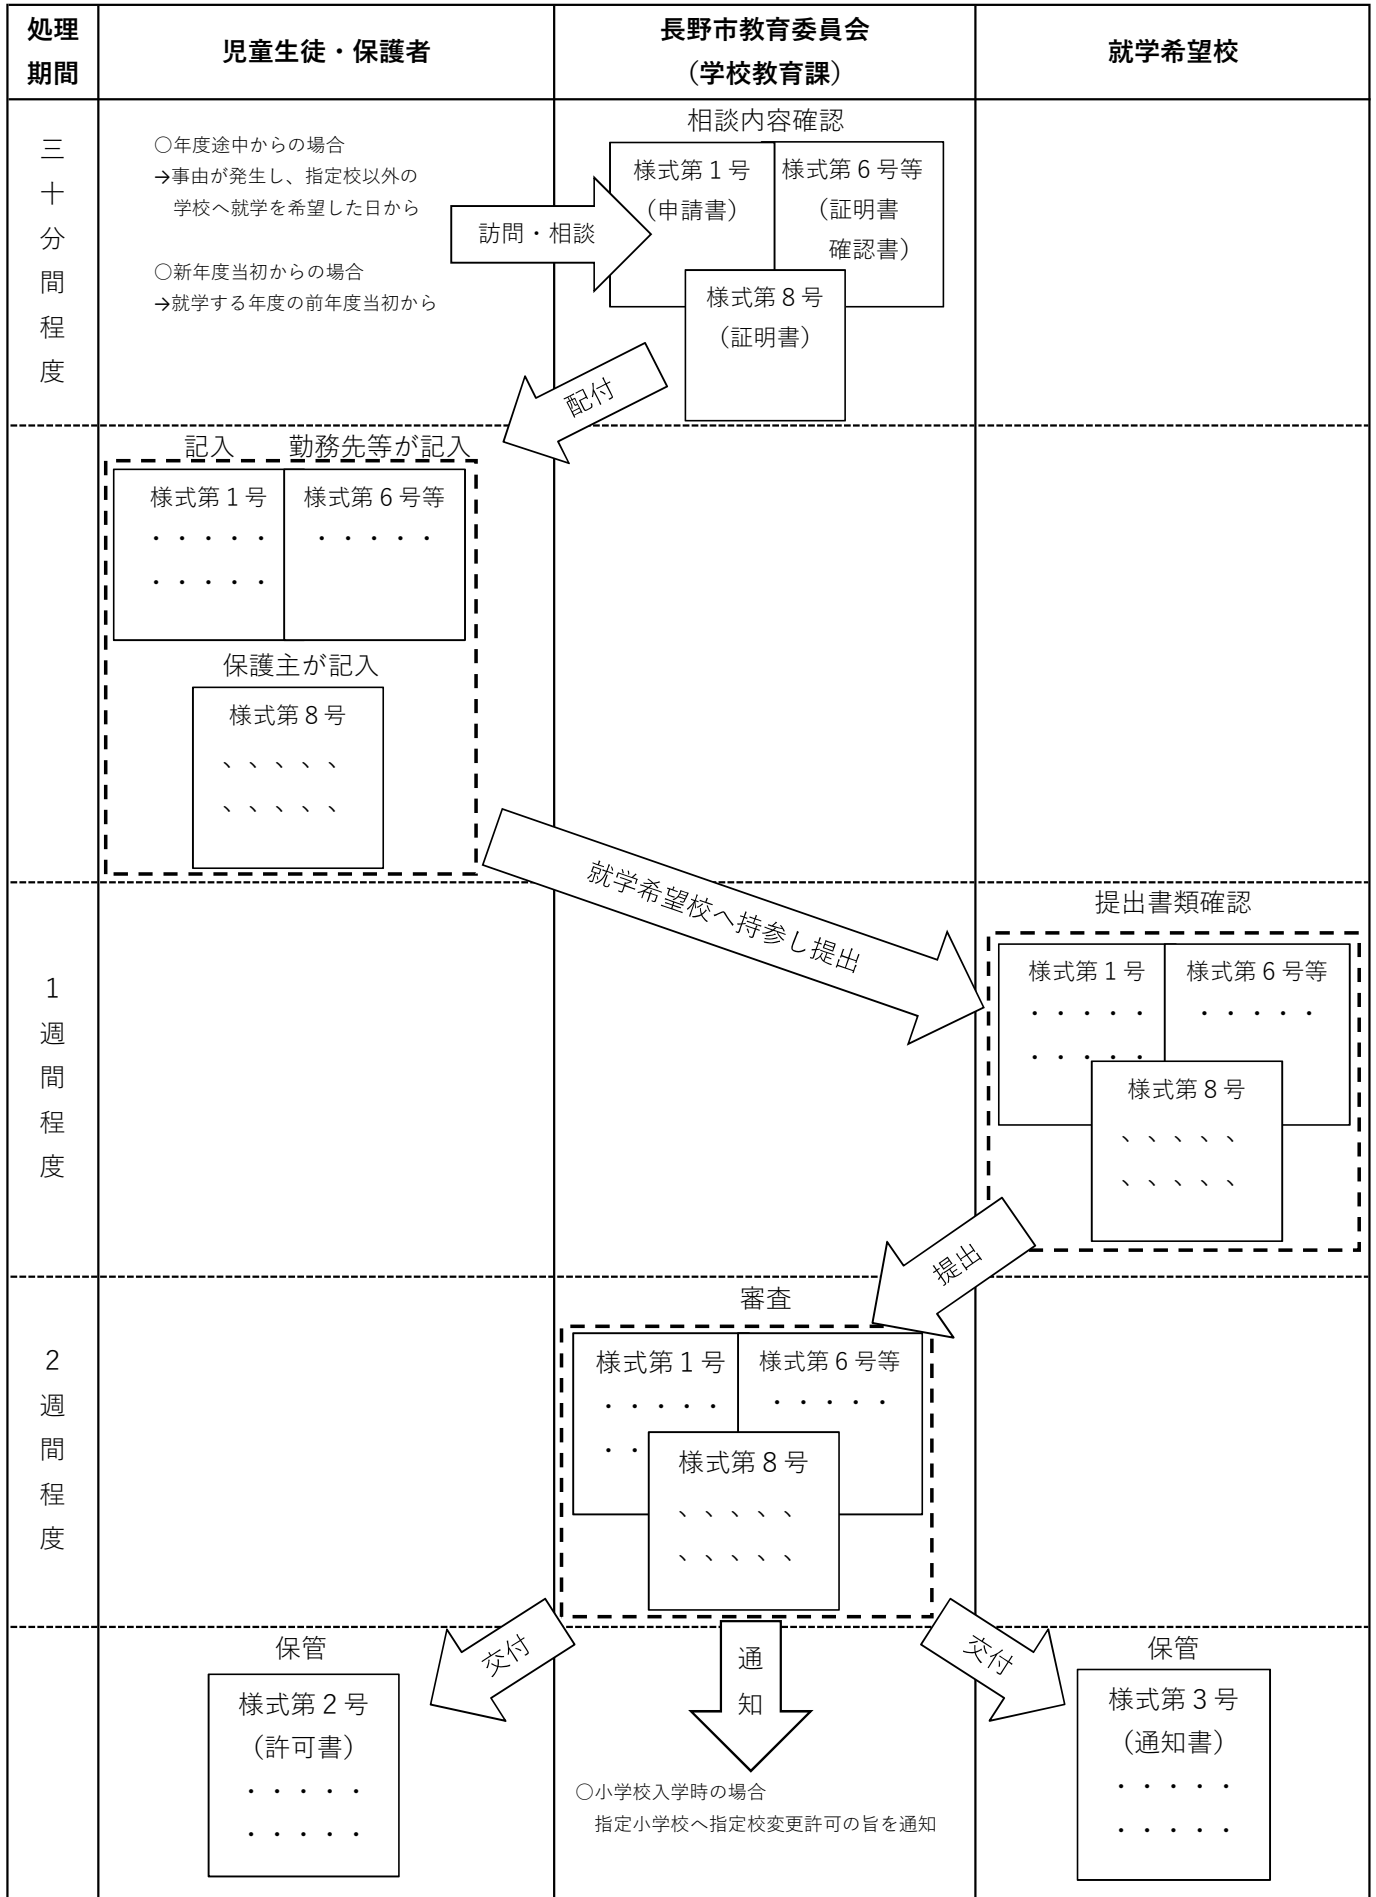 処理
期間
児童生徒・保護者
長野市教育委員会
（学校教育課）
就学希望校
三十分間程度
○年度途中からの場合
→事由が発生し、指定校以外の
学校へ就学を希望した日から
○新年度当初からの場合
→就学する年度の前年度当初から
訪問・相談
相談内容確認
様式第１号
（申請書）
様式第６号等
（証明書
確認書）
様式第８号
（証明書）
配付
記入
勤務先等が記入
様式第１号
・・・・・
・・・・・
様式第６号等
・・・・・
保護主が記入
様式第８号
、、、、、
、、、、、
就学希望校へ持参し提出
1週間程度
提出書類確認
様式第１号
・・・・・
・・・・・
様式第６号等
・・・・・
様式第８号
、、、、、
、、、、、
提出
2週間程度
審査
様式第１号
・・・・・
・・
様式第６号等
・・・・・
様式第８号
、、、、、
、、、、、
交付
通知
交付
保管
様式第２号
（許可書）
・・・・・
・・・・・
○小学校入学時の場合
指定小学校へ指定校変更許可の旨を通知
保管
様式第３号
（通知書）
・・・・・
・・・・・